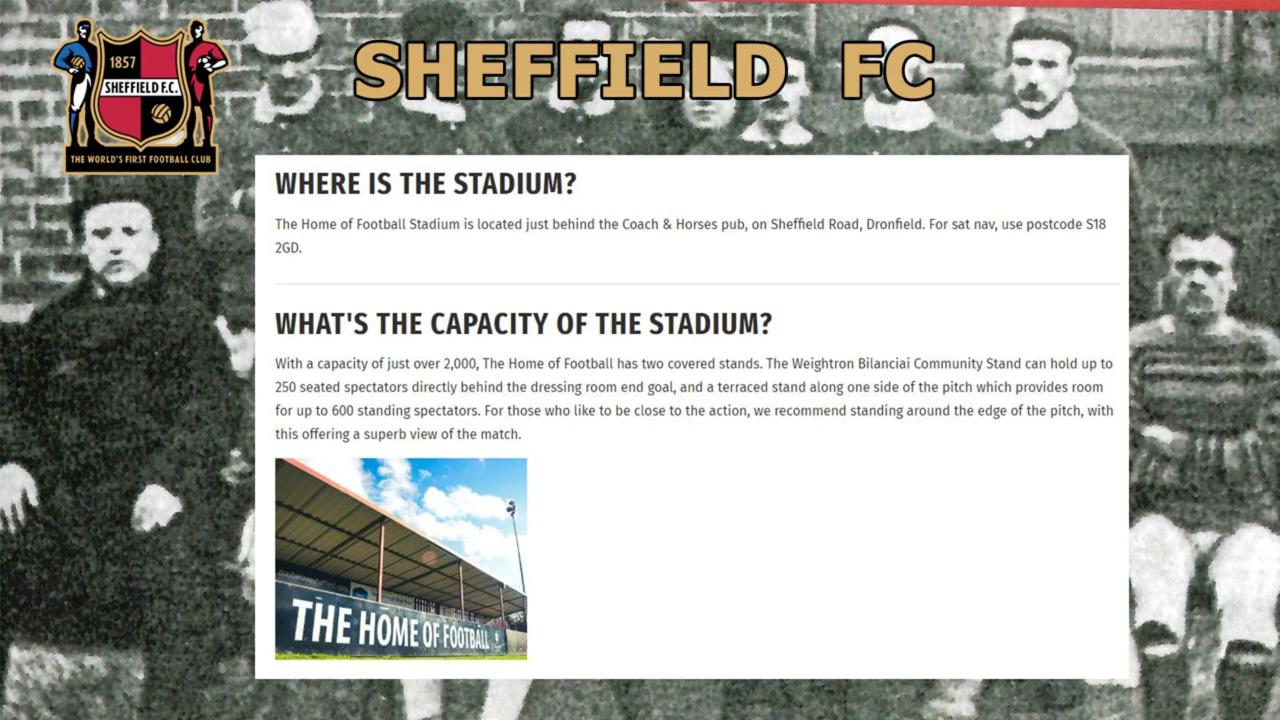 SHEFFIELD FC
1857
SHEFFIELD F.C.
THE WORLD'S FIRST FOOTBALL CLUB
WHERE IS THE STADIUM?
The Home of Football Stadium is located just behind the Coach & Horses pub, on Sheffield Road, Dronfield. For sat nav, use postcode S18
2GD.
WHAT'S THE CAPACITY OF THE STADIUM?
With a capacity of just over 2,000, The Home of Football has two covered stands. The Weightron Bilanciai Community Stand can hold up to
250 seated spectators directly behind the dressing room end goal, and a terraced stand along one side of the pitch which provides room
for up to 600 standing spectators. For those who like to be close to the action, we recommend standing around the edge of the pitch, with
this offering a superb view of the match.
THE HOME OF FOOTBALL